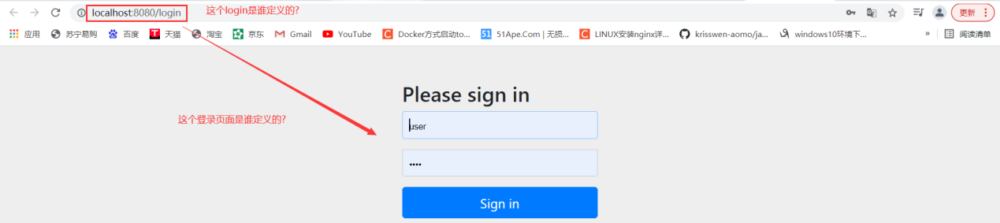 localhost:8080/login
这个login是谁定义的?
更新
应用
苏宁易购
百度
天猫
淘宝
京东
Gmail
YouTube
Docker方式启动to...
51Ape.Com | 无损...
LINUX安装nginx详...
krisswen-aomo/ja...
windows10环境下...
»
阅读清单
Please sign in
这个登录页面是谁定义的?
user
••••
Sign in